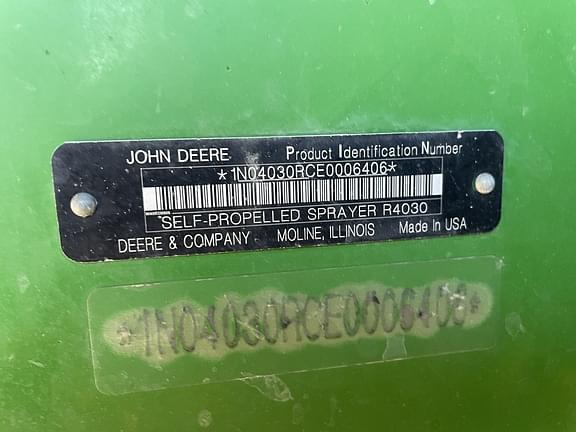 JOHN DEERE Product Identification Number
*1N04030RCE0006406*
SELF-PROPELLED SPRAYER R4030
DEERE & COMPANY MOLINE, ILLINOIS Made In USA
*1N04030RCE0006406*